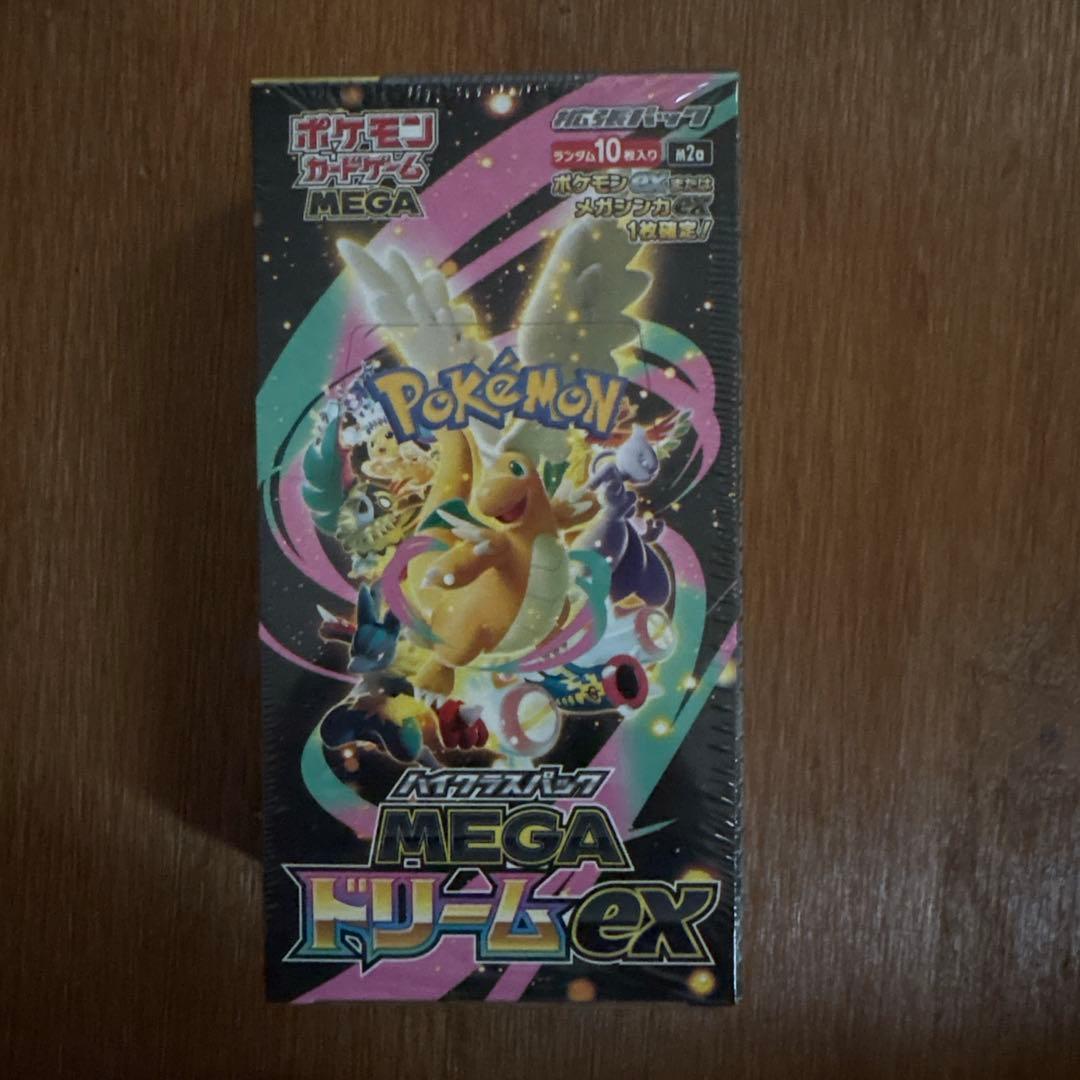 ポケモン
カードゲーム
MEGA
拡張パック
ランダム10枚入り M2a
ポケモンexまたは
メガシンカex
1枚確定!
POKéMON
ハイクラスパック
MEGA
ドリームex